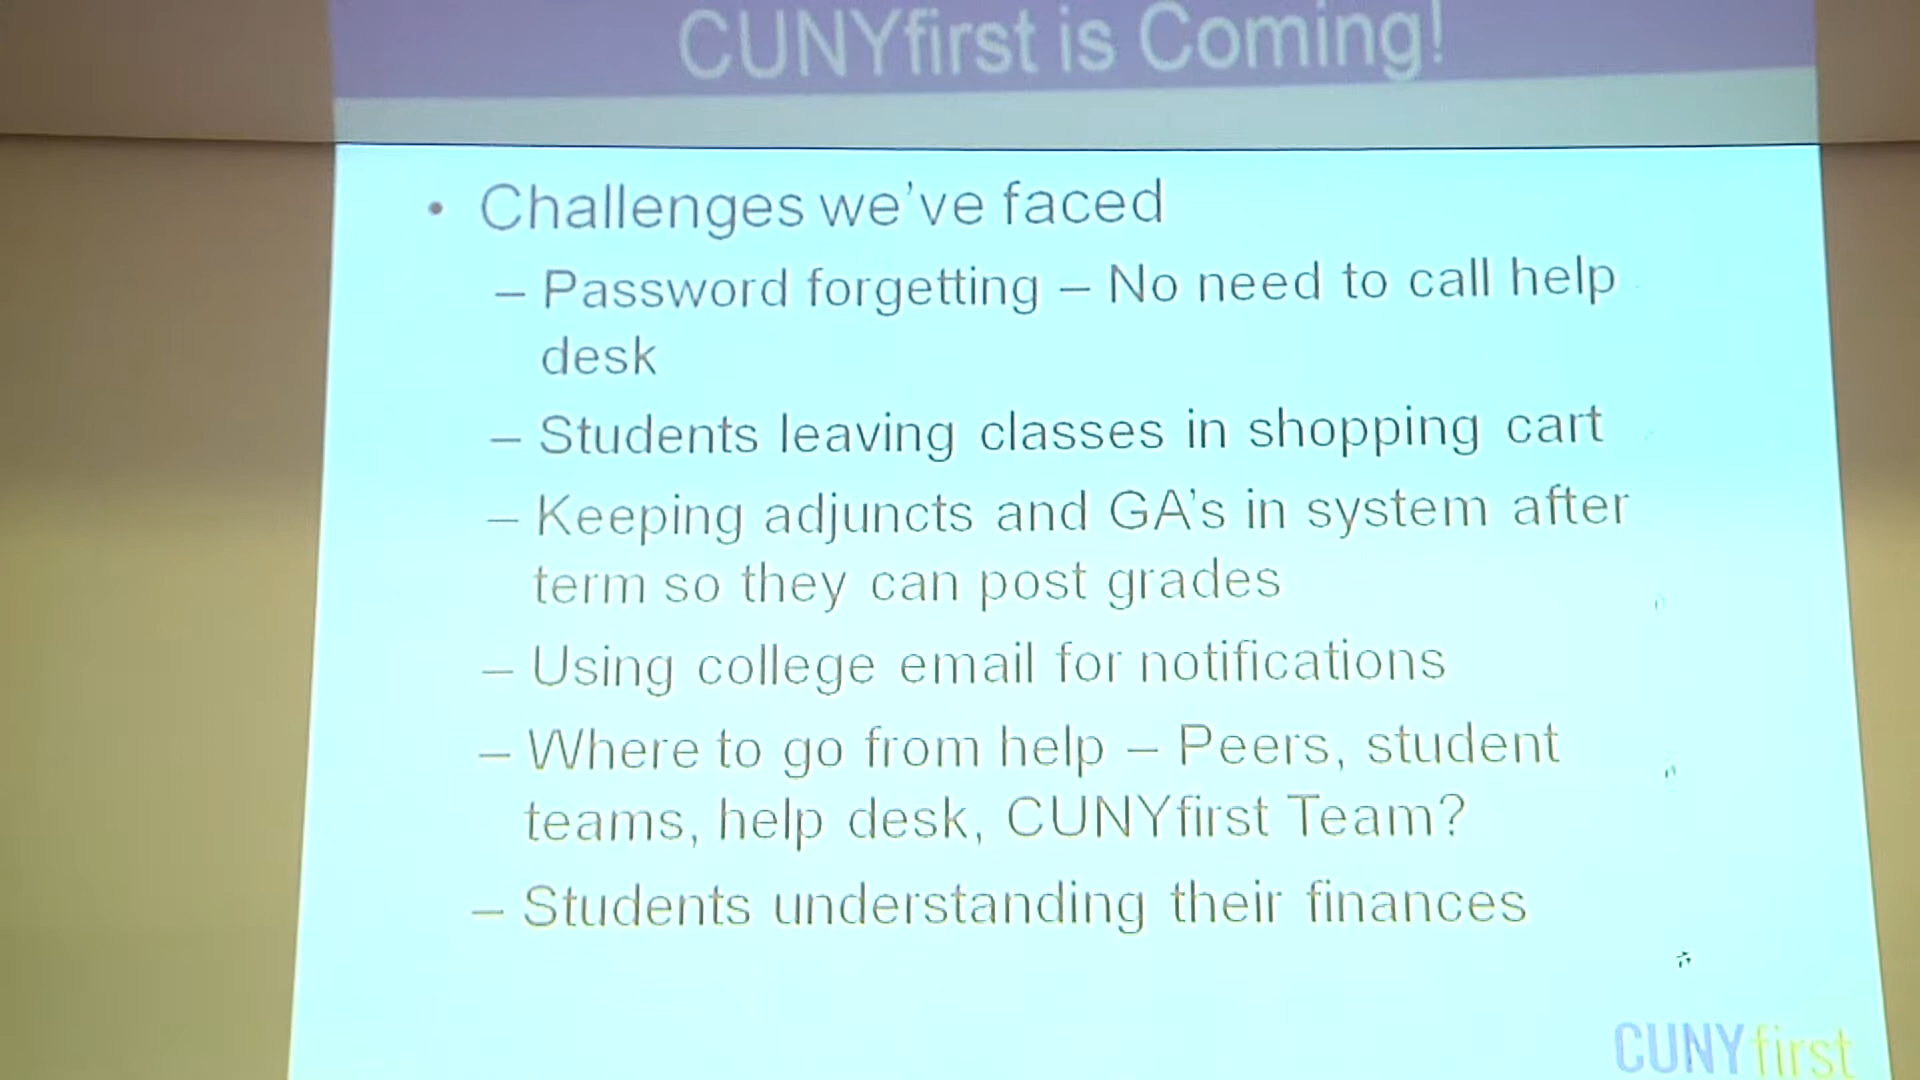 CUNYfirst is Coming!
• Challenges we've faced
– Password forgetting – No need to call help
desk
– Students leaving classes in shopping cart
– Keeping adjuncts and GA's in system after
term so they can post grades
– Using college email for notifications
– Where to go from help – Peers, student
teams, help desk, CUNYfirst Team?
– Students understanding their finances
CUNYfirst